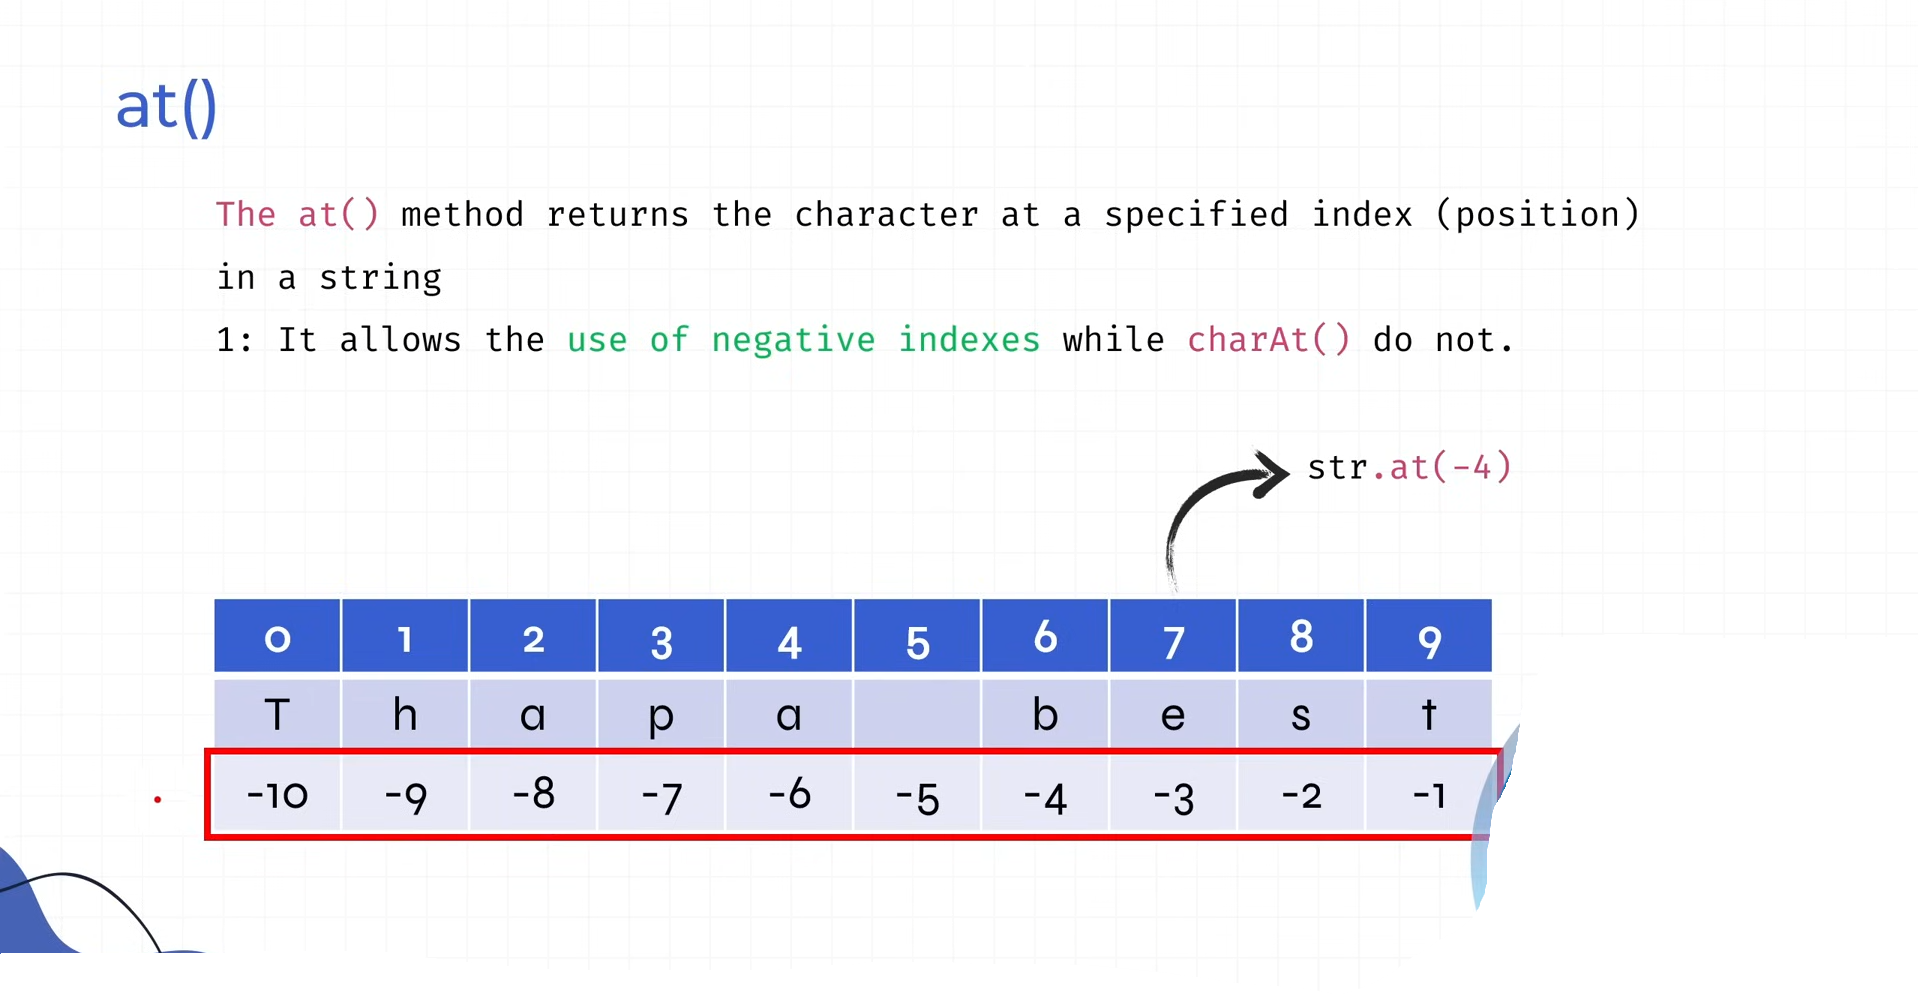 at()
The at() method returns the character at a specified index (position)
in a string
1: It allows the use of negative indexes while charAt() do not.
str.at(-4)
0 1 2 3 4 5 6 7 8 9
T h a p a b e s t
-10 -9 -8 -7 -6 -5 -4 -3 -2 -1